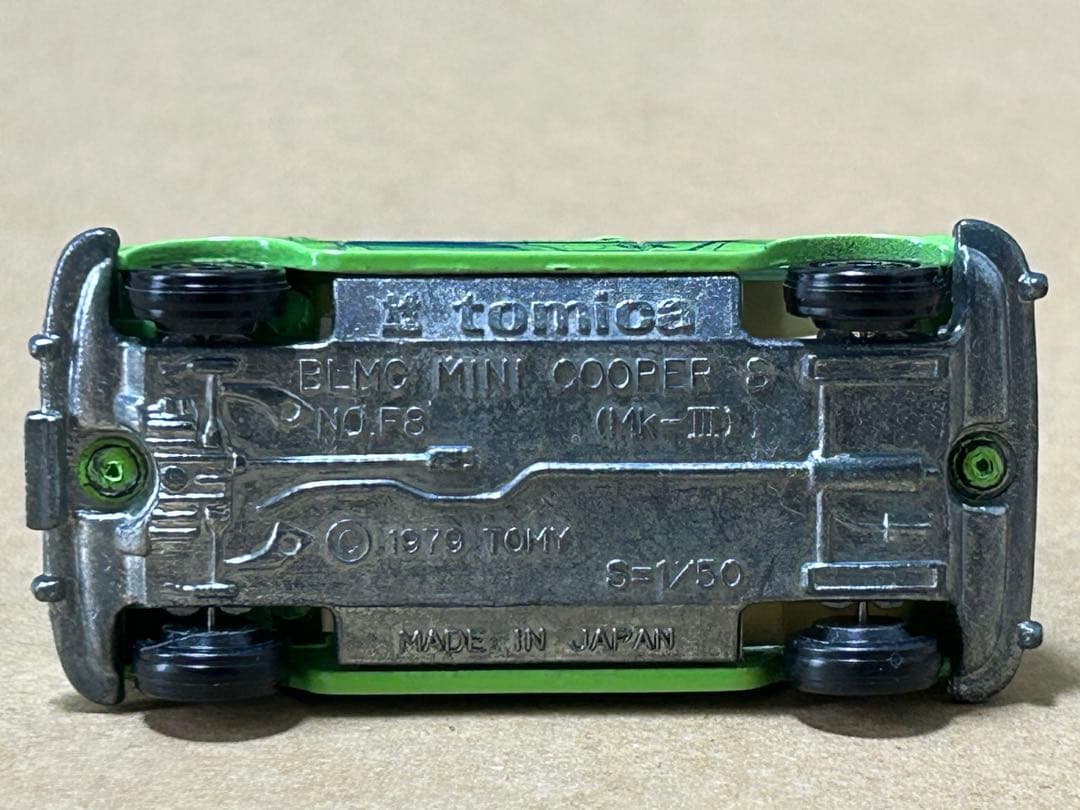 tomica
BLMC MINI COOPER S
NO.F8 (Mk-III)
© 1979 TOMY
S=1/50
MADE IN JAPAN